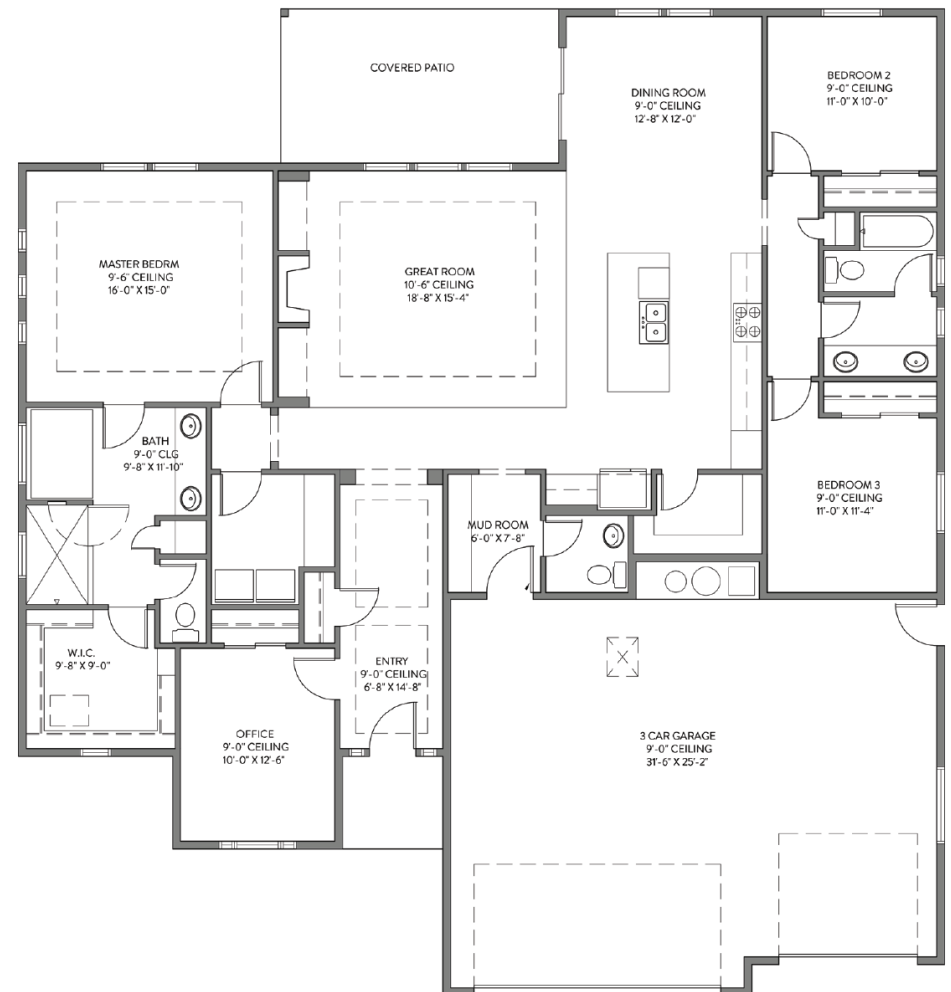 COVERED PATIO
DINING ROOM
9'-0" CEILING
12'-8" X 12'-0"
BEDROOM 2
9'-0" CEILING
11'-0" X 10'-0"
MASTER BEDRM
9'-6" CEILING
16'-0" X 15'-0"
GREAT ROOM
10'-6" CEILING
18'-8" X 15'-4"
BATH
9'-0" CLG
9'-8" X 11'-10"
MUD ROOM
6'-0" X 7'-8"
BEDROOM 3
9'-0" CEILING
11'-0" X 11'-4"
W.I.C.
9'-8" X 9'-0"
ENTRY
9'-0" CEILING
6'-8" X 14'-8"
OFFICE
9'-0" CEILING
10'-0" X 12'-6"
3 CAR GARAGE
9'-0" CEILING
31'-6" X 25'-2"